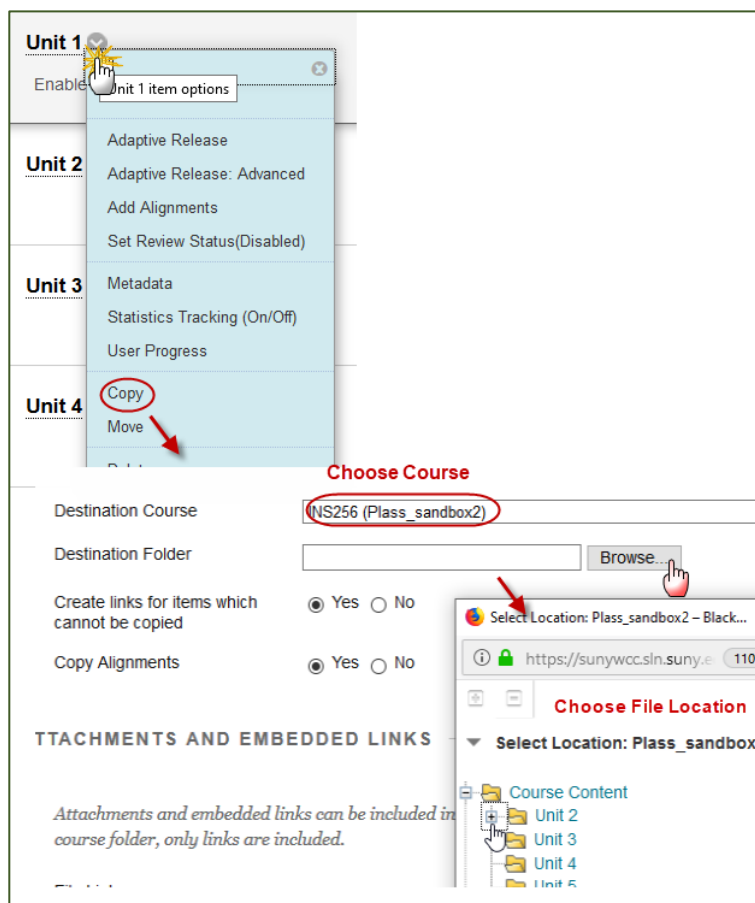 Unit 1
Enable
Unit 1 item options
Adaptive Release
Unit 2
Adaptive Release: Advanced
Add Alignments
Set Review Status(Disabled)
Unit 3
Metadata
Statistics Tracking (On/Off)
User Progress
Copy
Unit 4
Move
Choose Course
Destination Course
INS256 (Plass_sandbox2)
Destination Folder
Browse...
Create links for items which
cannot be copied
Yes No
Copy Alignments
Yes No
Select Location: Plass_sandbox2 – Black...
https://sunywcc.sln.suny.e
110
Choose File Location
TTACHMENTS AND EMBEDDED LINKS
Select Location: Plass_sandbox
Course Content
Unit 2
Unit 3
Unit 4
Unit 5
Attachments and embedded links can be included in
course folder, only links are included.